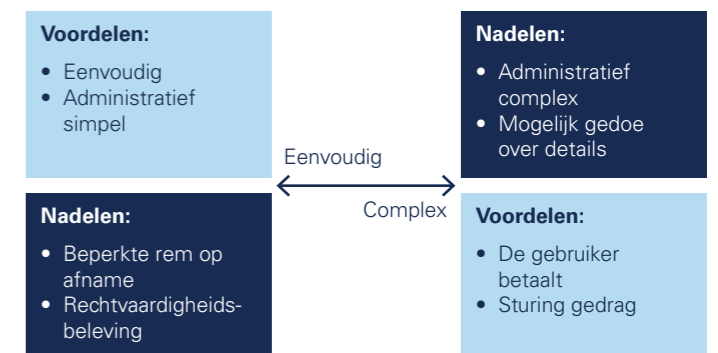 Voordelen:
• Eenvoudig
• Administratief
simpel
Nadelen:
• Beperkte rem op
afname
• Rechtvaardigheids-
beleving
Eenvoudig
Complex
Nadelen:
• Administratief
complex
• Mogelijk gedoe
over details
Voordelen:
• De gebruiker
betaalt
• Sturing gedrag